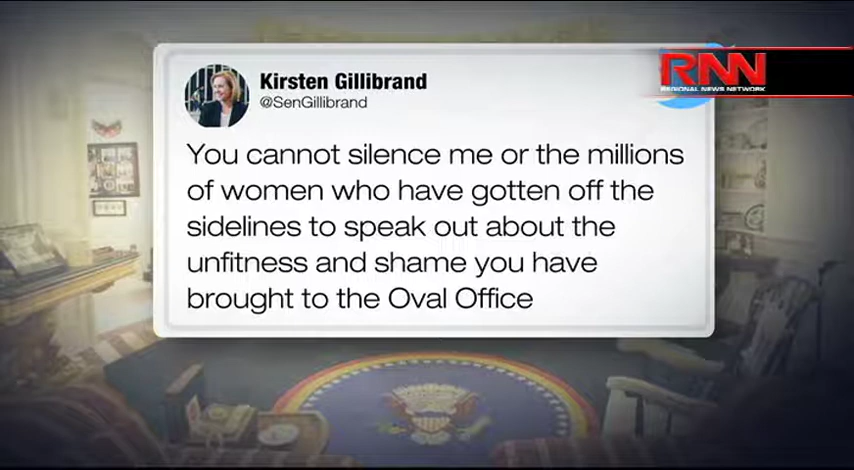 Kirsten Gillibrand
@SenGillibrand
RNN
REGIONAL NEWS NETWORK
You cannot silence me or the millions
of women who have gotten off the
sidelines to speak out about the
unfitness and shame you have
brought to the Oval Office